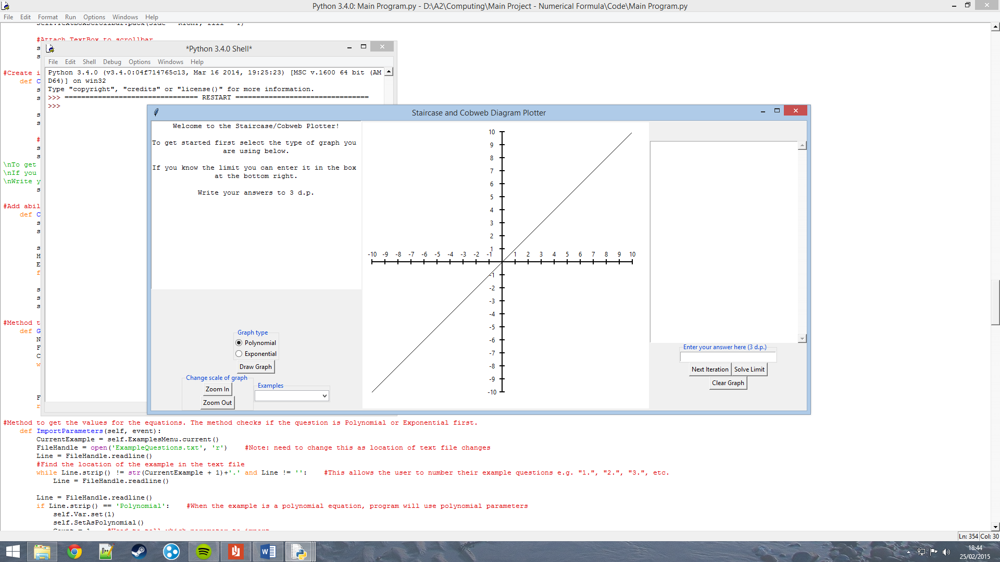 Python 3.4.0: Main Program.py - D:\A2\Computing\Main Project - Numerical Formula\Code\Main Program.py
File Edit Format Run Options Windows Help
#Attach TextBox to scrollbar
*Python 3.4.0 Shell*
File Edit Shell Debug Options Windows Help
Python 3.4.0 (v3.4.0:04f714765c13, Mar 16 2014, 19:25:23) [MSC v.1600 64 bit (AM
D64)] on win32
Type "copyright", "credits" or "license()" for more information.
>>> ================================ RESTART ================================
>>>
#Create i
def C
\nTo get
\nIf you
\nWrite y
#Add abil
def C
#Method t
def G
Staircase and Cobweb Diagram Plotter
Welcome to the Staircase/Cobweb Plotter!
To get started first select the type of graph you
are using below.
If you know the limit you can enter it in the box
at the bottom right.
Write your answers to 3 d.p.
Graph type
Polynomial
Exponential
Draw Graph
Change scale of graph
Zoom In
Zoom Out
Examples
10
9
8
7
6
5
4
3
2
1
-10 -9 -8 -7 -6 -5 -4 -3 -2 -1 1 2 3 4 5 6 7 8 9 10
-1
-2
-3
-4
-5
-6
-7
-8
-9
-10
Enter your answer here (3 d.p.)
Next Iteration Solve Limit
Clear Graph
#Method to get the values for the equations. The method checks if the question is Polynomial or Exponential first.
def ImportParameters(self, event):
CurrentExample = self.ExamplesMenu.current()
FileHandle = open('ExampleQuestions.txt', 'r') #Note: need to change this as location of text file changes
Line = FileHandle.readline()
#Find the location of the example in the text file
while Line.strip() != str(CurrentExample + 1)+'.' and Line != '': #This allows the user to number their example questions e.g. "1.", "2.", "3.", etc.
Line = FileHandle.readline()
Line = FileHandle.readline()
if Line.strip() == 'Polynomial': #When the example is a polynomial equation, program will use polynomial parameters
self.Var.set(1)
self.SetAsPolynomial()
Ln: 354 Col: 30
18:44
25/02/2015